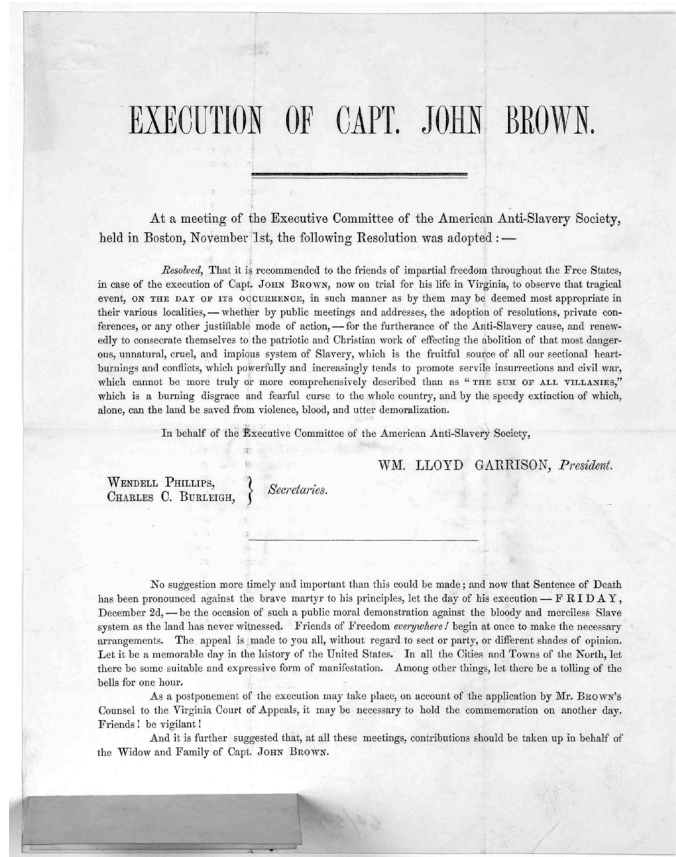 EXECUTION OF CAPT. JOHN BROWN.
At a meeting of the Executive Committee of the American Anti-Slavery Society,
held in Boston, November 1st, the following Resolution was adopted :—
Resolved, That it is recommended to the friends of impartial freedom throughout the Free States,
in case of the execution of Capt. JOHN BROWN, now on trial for his life in Virginia, to observe that tragical
event, ON THE DAY OF ITS OCCURRENCE, in such manner as by them may be deemed most appropriate in
their various localities,—whether by public meetings and addresses, the adoption of resolutions, private con-
ferences, or any other justifiable mode of action,—for the furtherance of the Anti-Slavery cause, and renew-
edly to consecrate themselves to the patriotic and Christian work of effecting the abolition of that most danger-
ous, unnatural, cruel, and impious system of Slavery, which is the fruitful source of all our sectional heart-
burnings and conflicts, which powerfully and increasingly tends to promote servile insurrections and civil war,
which cannot be more truly or more comprehensively described than as "THE SUM OF ALL VILLANIES,"
which is a burning disgrace and fearful curse to the whole country, and by the speedy extinction of which,
alone, can the land be saved from violence, blood, and utter demoralization.
In behalf of the Executive Committee of the American Anti-Slavery Society,
WM. LLOYD GARRISON, President.
WENDELL PHILLIPS,
CHARLES C. BURLEIGH, } Secretaries.
No suggestion more timely and important than this could be made; and now that Sentence of Death
has been pronounced against the brave martyr to his principles, let the day of his execution—FRIDAY,
December 2d,—be the occasion of such a public moral demonstration against the bloody and merciless Slave
system as the land has never witnessed. Friends of Freedom everywhere! begin at once to make the necessary
arrangements. The appeal is made to you all, without regard to sect or party, or different shades of opinion.
Let it be a memorable day in the history of the United States. In all the Cities and Towns of the North, let
there be some suitable and expressive form of manifestation. Among other things, let there be a tolling of the
bells for one hour.
As a postponement of the execution may take place, on account of the application by Mr. BROWN'S
Counsel to the Virginia Court of Appeals, it may be necessary to hold the commemoration on another day.
Friends! be vigilant!
And it is further suggested that, at all these meetings, contributions should be taken up in behalf of
the Widow and Family of Capt. JOHN BROWN.